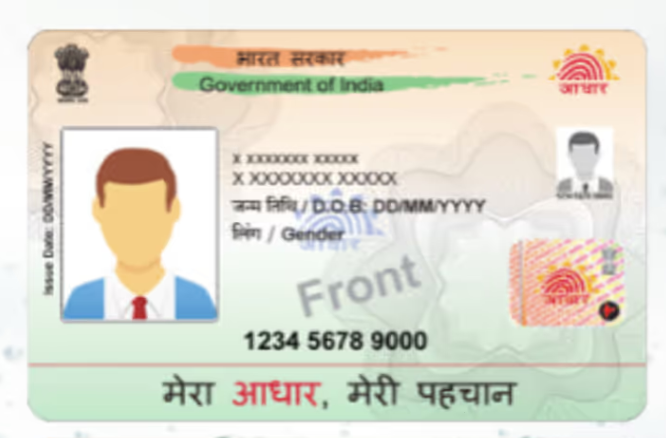 भारत सरकार
Government of India
आधार
Issue Date: DD/MM/YYYY
X XXXXXXX XXXXX
X XXXXXXX XXXXX
जन्म तिथि / D.O.B: DD/MM/YYYY
लिंग / Gender
आधार
Front
आधार
1234 5678 9000
मेरा आधार, मेरी पहचान